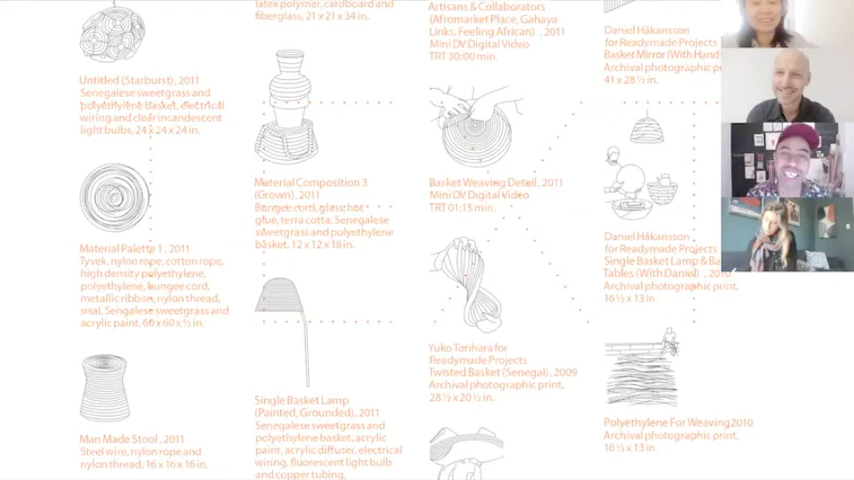 Untitled (Starburst), 2011
Senegalese sweetgrass and
polyethylene basket, electrical
wiring and clear incandescent
light bulbs, 24 x 24 x 24 in.
Material Palette 1, 2011
Tyvek, nylon rope, cotton rope,
high density polyethylene,
polyethylene, bungee cord,
metallic ribbon, nylon thread,
sisal, Sengalese sweetgrass and
acrylic paint, 60 x 60 x ½ in.
Man Made Stool, 2011
Steel wire, nylon rope and
nylon thread, 16 x 16 x 16 in.
latex polymer, cardboard and
fiberglass, 21 x 21 x 34 in.
Material Composition 3
(Grown), 2011
Bungee cord, glass, hot
glue, terra cotta, Senegalese
sweetgrass and polyethylene
basket, 12 x 12 x 18 in.
Single Basket Lamp
(Painted, Grounded), 2011
Senegalese sweetgrass and
polyethylene basket, acrylic
paint, acrylic diffuser, electrical
wiring, fluorescent light bulb
and copper tubing,
Artisans & Collaborators
(Afromarket Place, Gahaya
Links, Feeling African), 2011
Mini DV Digital Video
TRT 30:00 min.
Basket Weaving Detail, 2011
Mini DV Digital Video
TRT 01:15 min.
Yuko Torihara for
Readymade Projects
Twisted Basket (Senegal), 2009
Archival photographic print,
28 ½ x 20 ½ in.
Daniel Håkansson
for Readymade Projects
Basket Mirror (With Hand
Archival photographic
41 x 28 ½ in.
Daniel Håkansson
for Readymade Projects
Single Basket Lamp &
Tables (With Daniel), 2010
Archival photographic print,
16 ½ x 13 in.
Polyethylene For Weaving 2010
Archival photographic print,
16 ½ x 13 in.